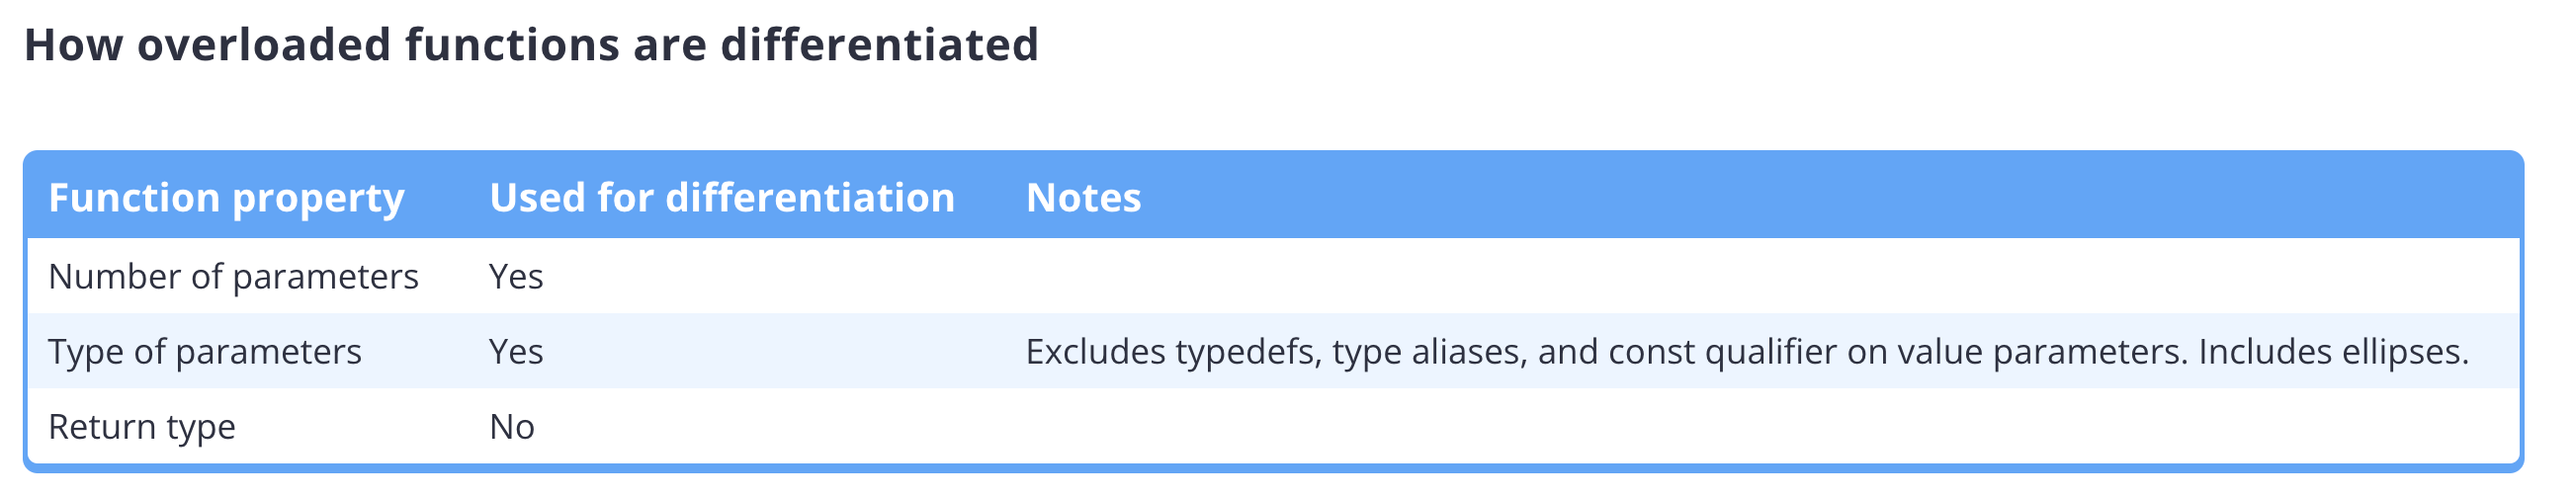 How overloaded functions are differentiated
Function property Used for differentiation Notes
Number of parameters Yes
Type of parameters Yes Excludes typedefs, type aliases, and const qualifier on value parameters. Includes ellipses.
Return type No